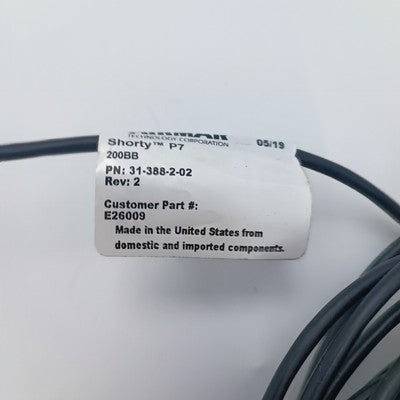 AIRMAR
TECHNOLOGY CORPORATION
05/19
Shorty™ P7
200BB
PN: 31-388-2-02
Rev: 2
Customer Part #:
E26009
Made in the United States from
domestic and imported components.